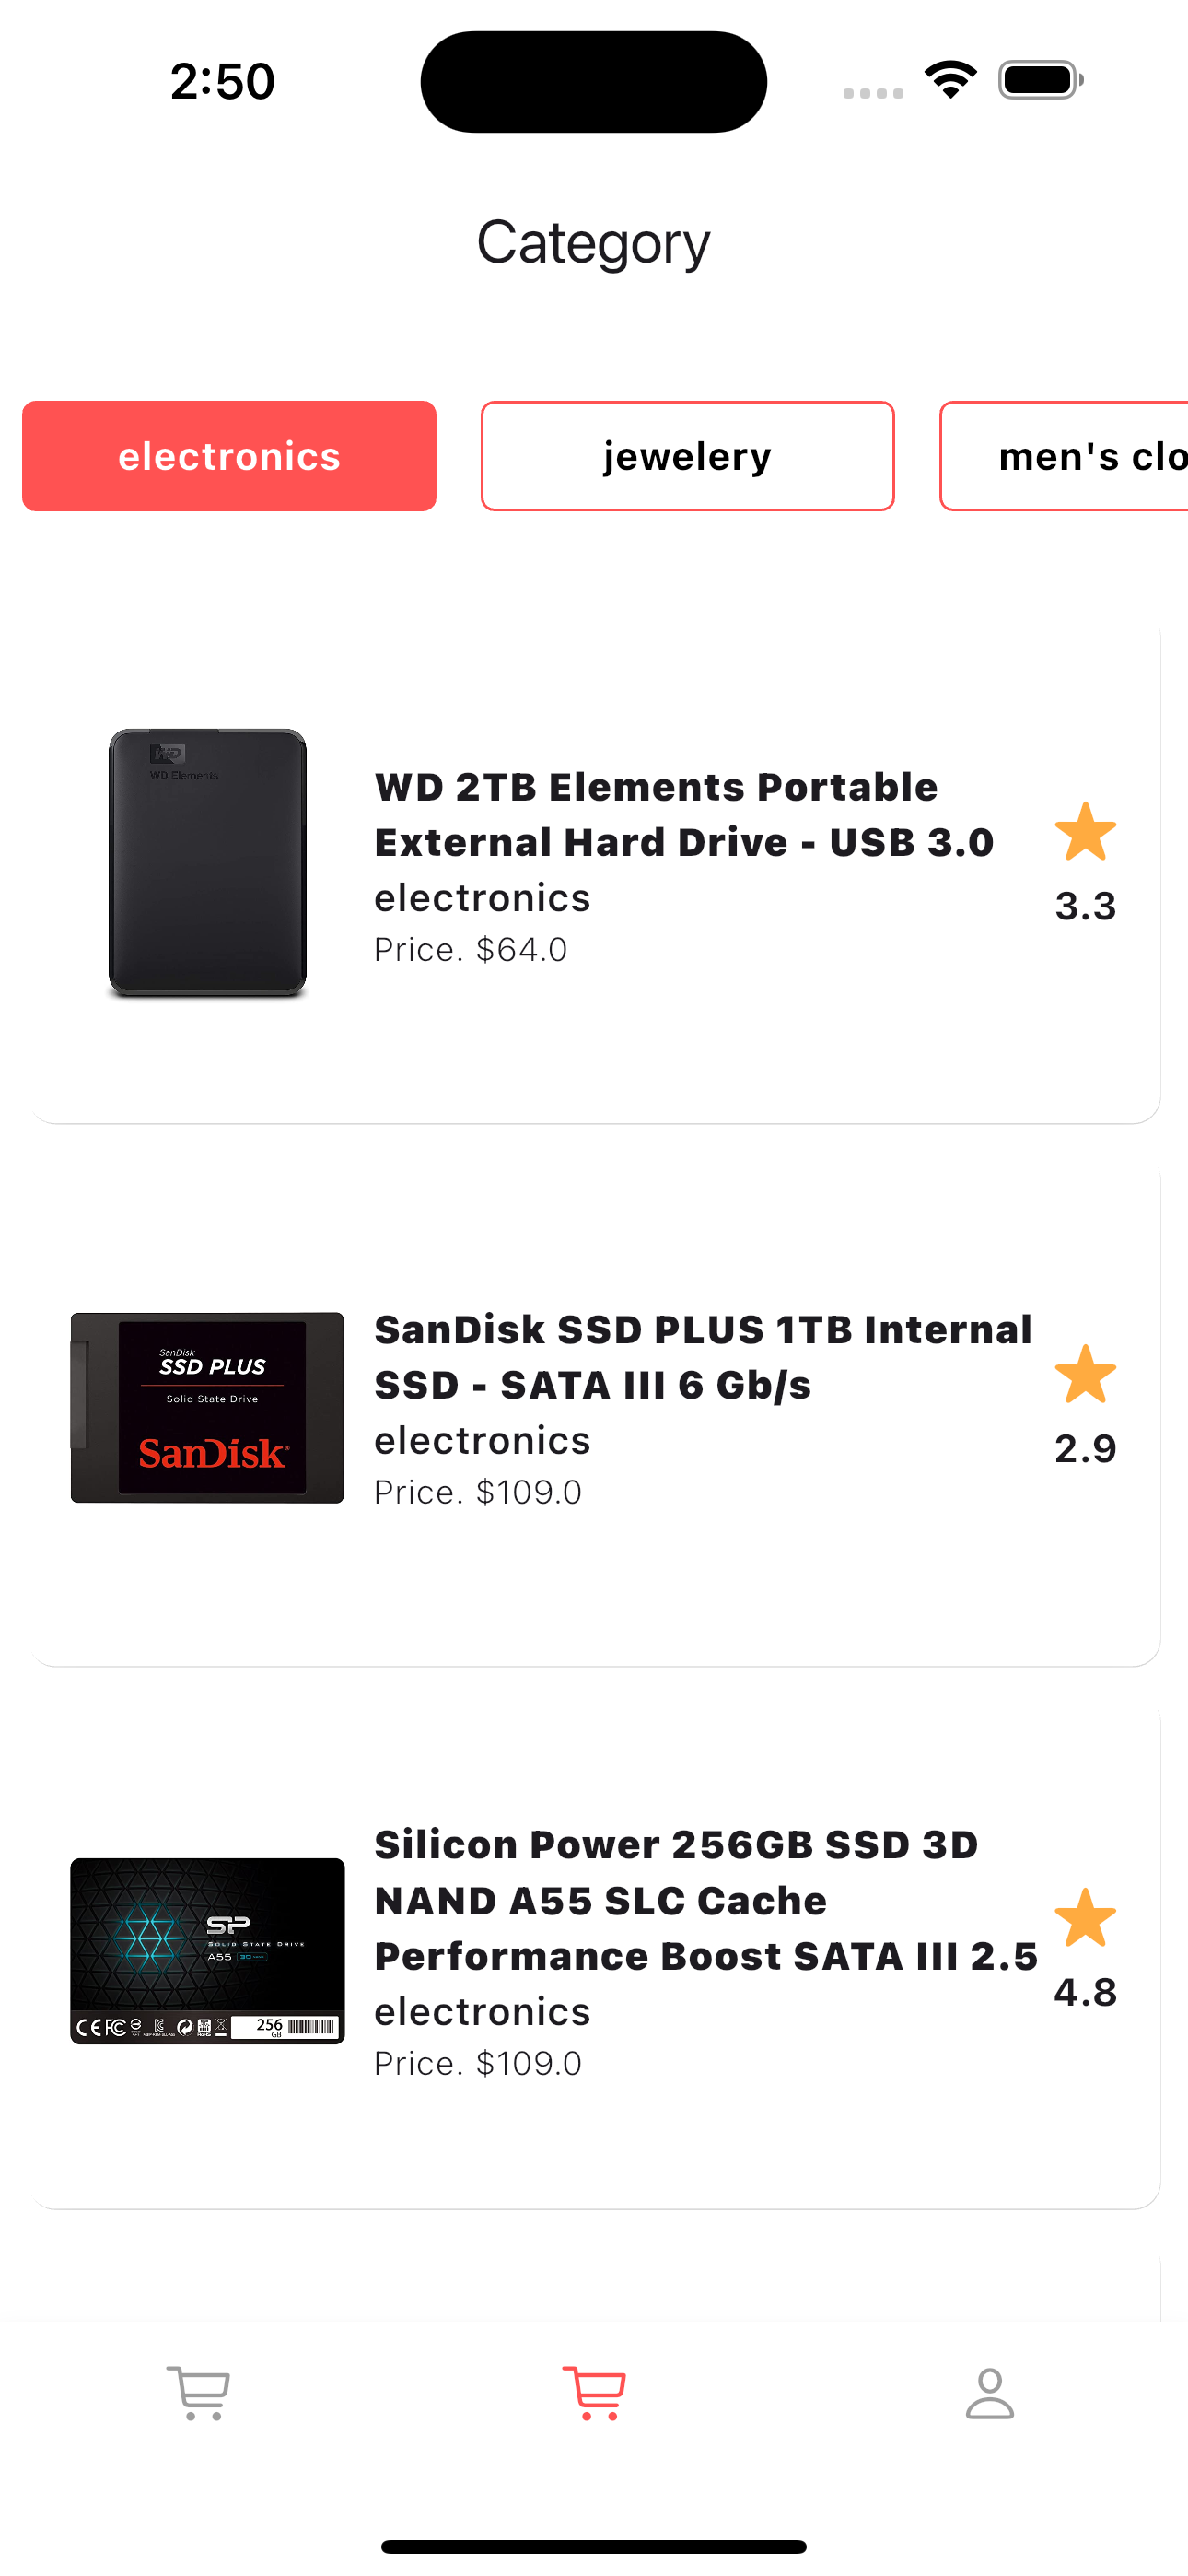 2:50
Category
electronics
jewelery
men's clo
WD
WD Elements
WD 2TB Elements Portable
External Hard Drive - USB 3.0
electronics
Price. $64.0
3.3
SanDisk
SSD PLUS
Solid State Drive
SanDisk
SanDisk SSD PLUS 1TB Internal
SSD - SATA III 6 Gb/s
electronics
Price. $109.0
2.9
SP
SOLID STATE DRIVE
A55
256
GB
Silicon Power 256GB SSD 3D
NAND A55 SLC Cache
Performance Boost SATA III 2.5
electronics
Price. $109.0
4.8